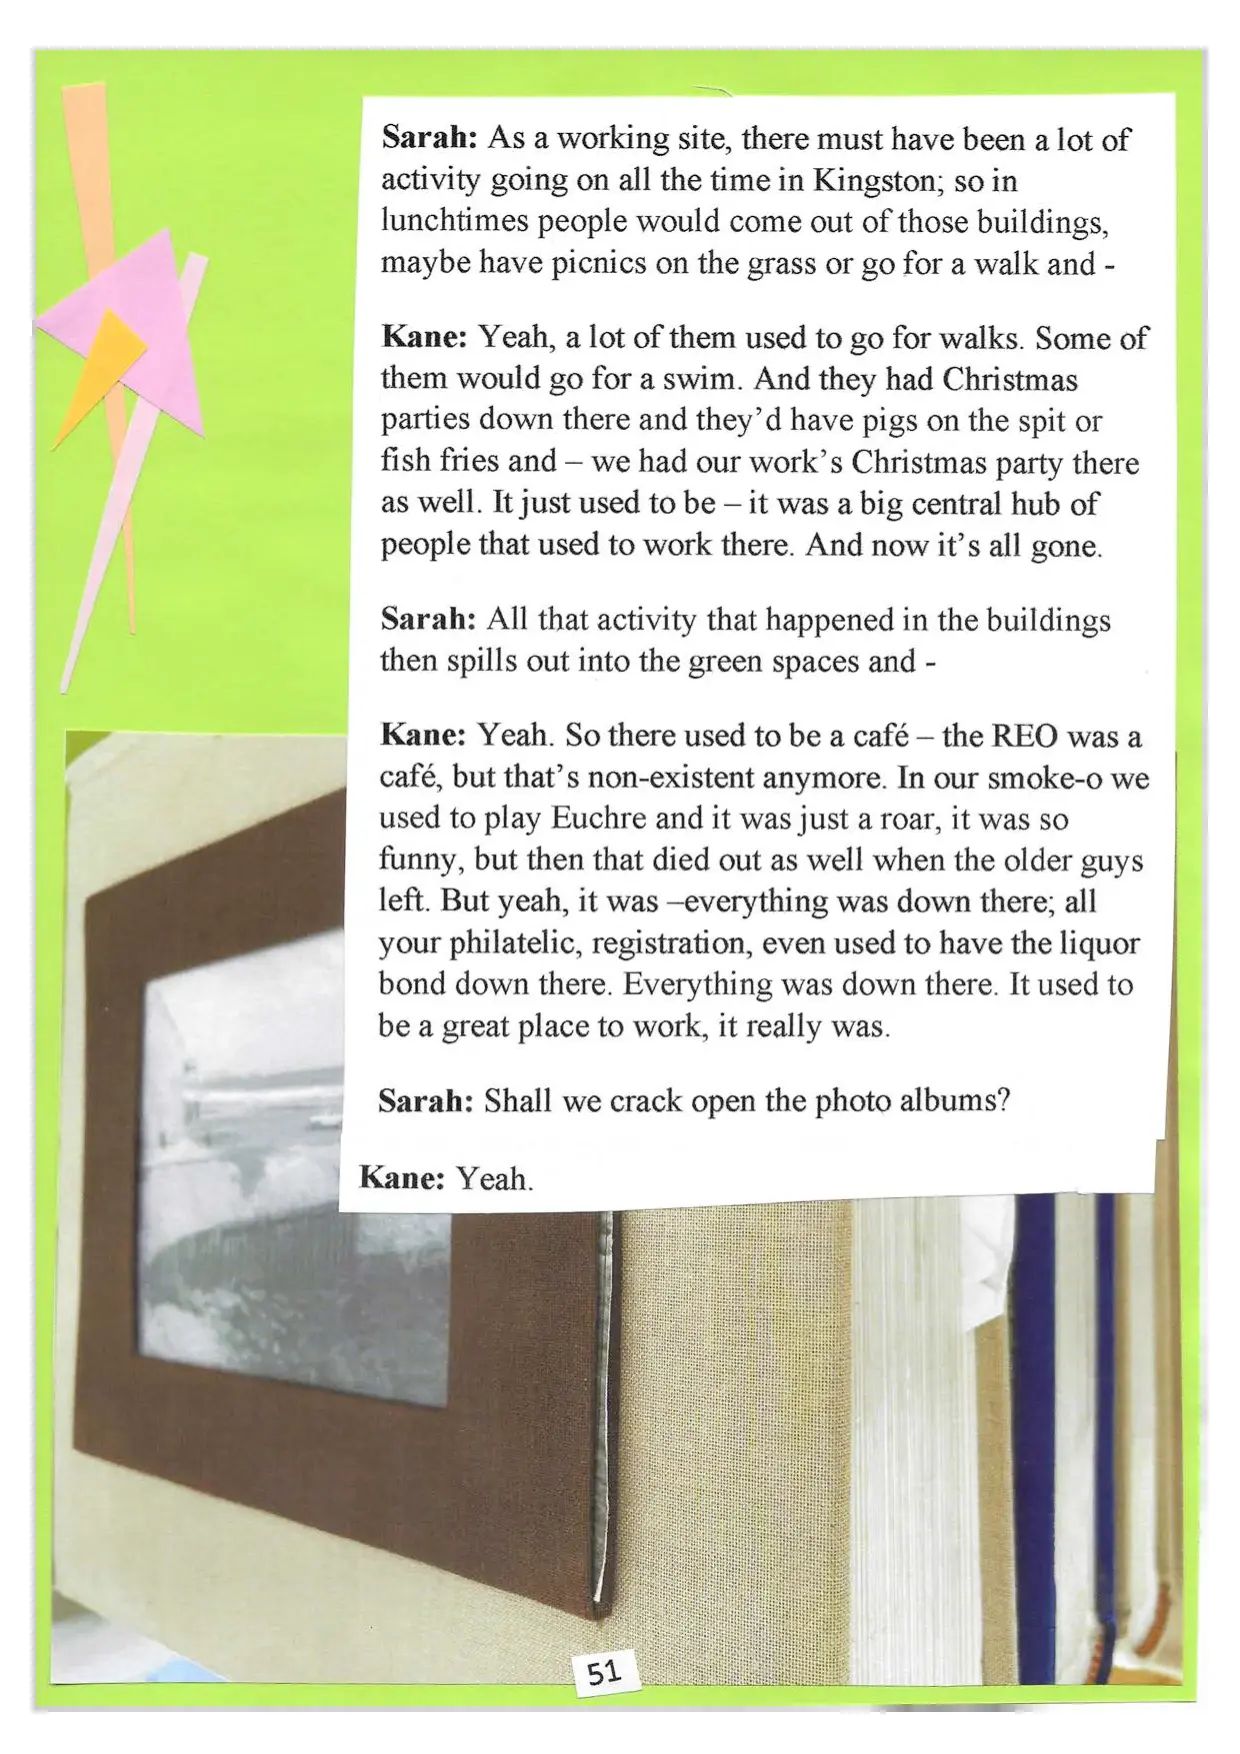 Sarah: As a working site, there must have been a lot of
activity going on all the time in Kingston; so in
lunchtimes people would come out of those buildings,
maybe have picnics on the grass or go for a walk and -
Kane: Yeah, a lot of them used to go for walks. Some of
them would go for a swim. And they had Christmas
parties down there and they’d have pigs on the spit or
fish fries and – we had our work’s Christmas party there
as well. It just used to be – it was a big central hub of
people that used to work there. And now it’s all gone.
Sarah: All that activity that happened in the buildings
then spills out into the green spaces and -
Kane: Yeah. So there used to be a café – the REO was a
café, but that’s non-existent anymore. In our smoke-o we
used to play Euchre and it was just a roar, it was so
funny, but then that died out as well when the older guys
left. But yeah, it was –everything was down there; all
your philatelic, registration, even used to have the liquor
bond down there. Everything was down there. It used to
be a great place to work, it really was.
Sarah: Shall we crack open the photo albums?
Kane: Yeah.
51